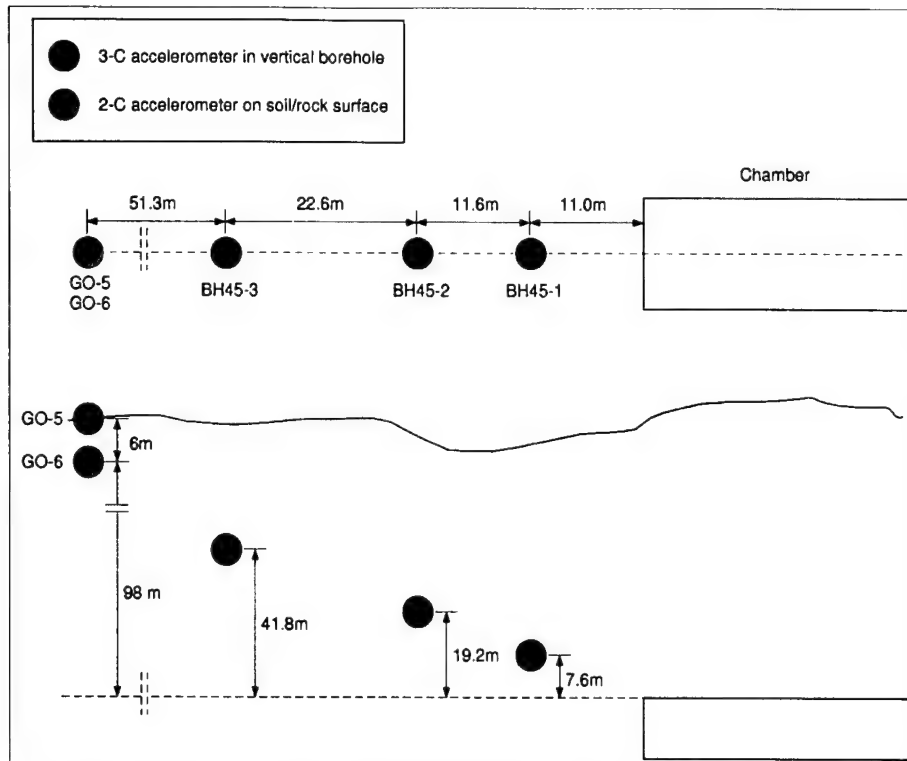 3-C accelerometer in vertical borehole
2-C accelerometer on soil/rock surface
Chamber
51.3m
22.6m
11.6m
11.0m
GO-5
GO-6
BH45-3
BH45-2
BH45-1
GO-5
6m
GO-6
98 m
41.8m
19.2m
7.6m